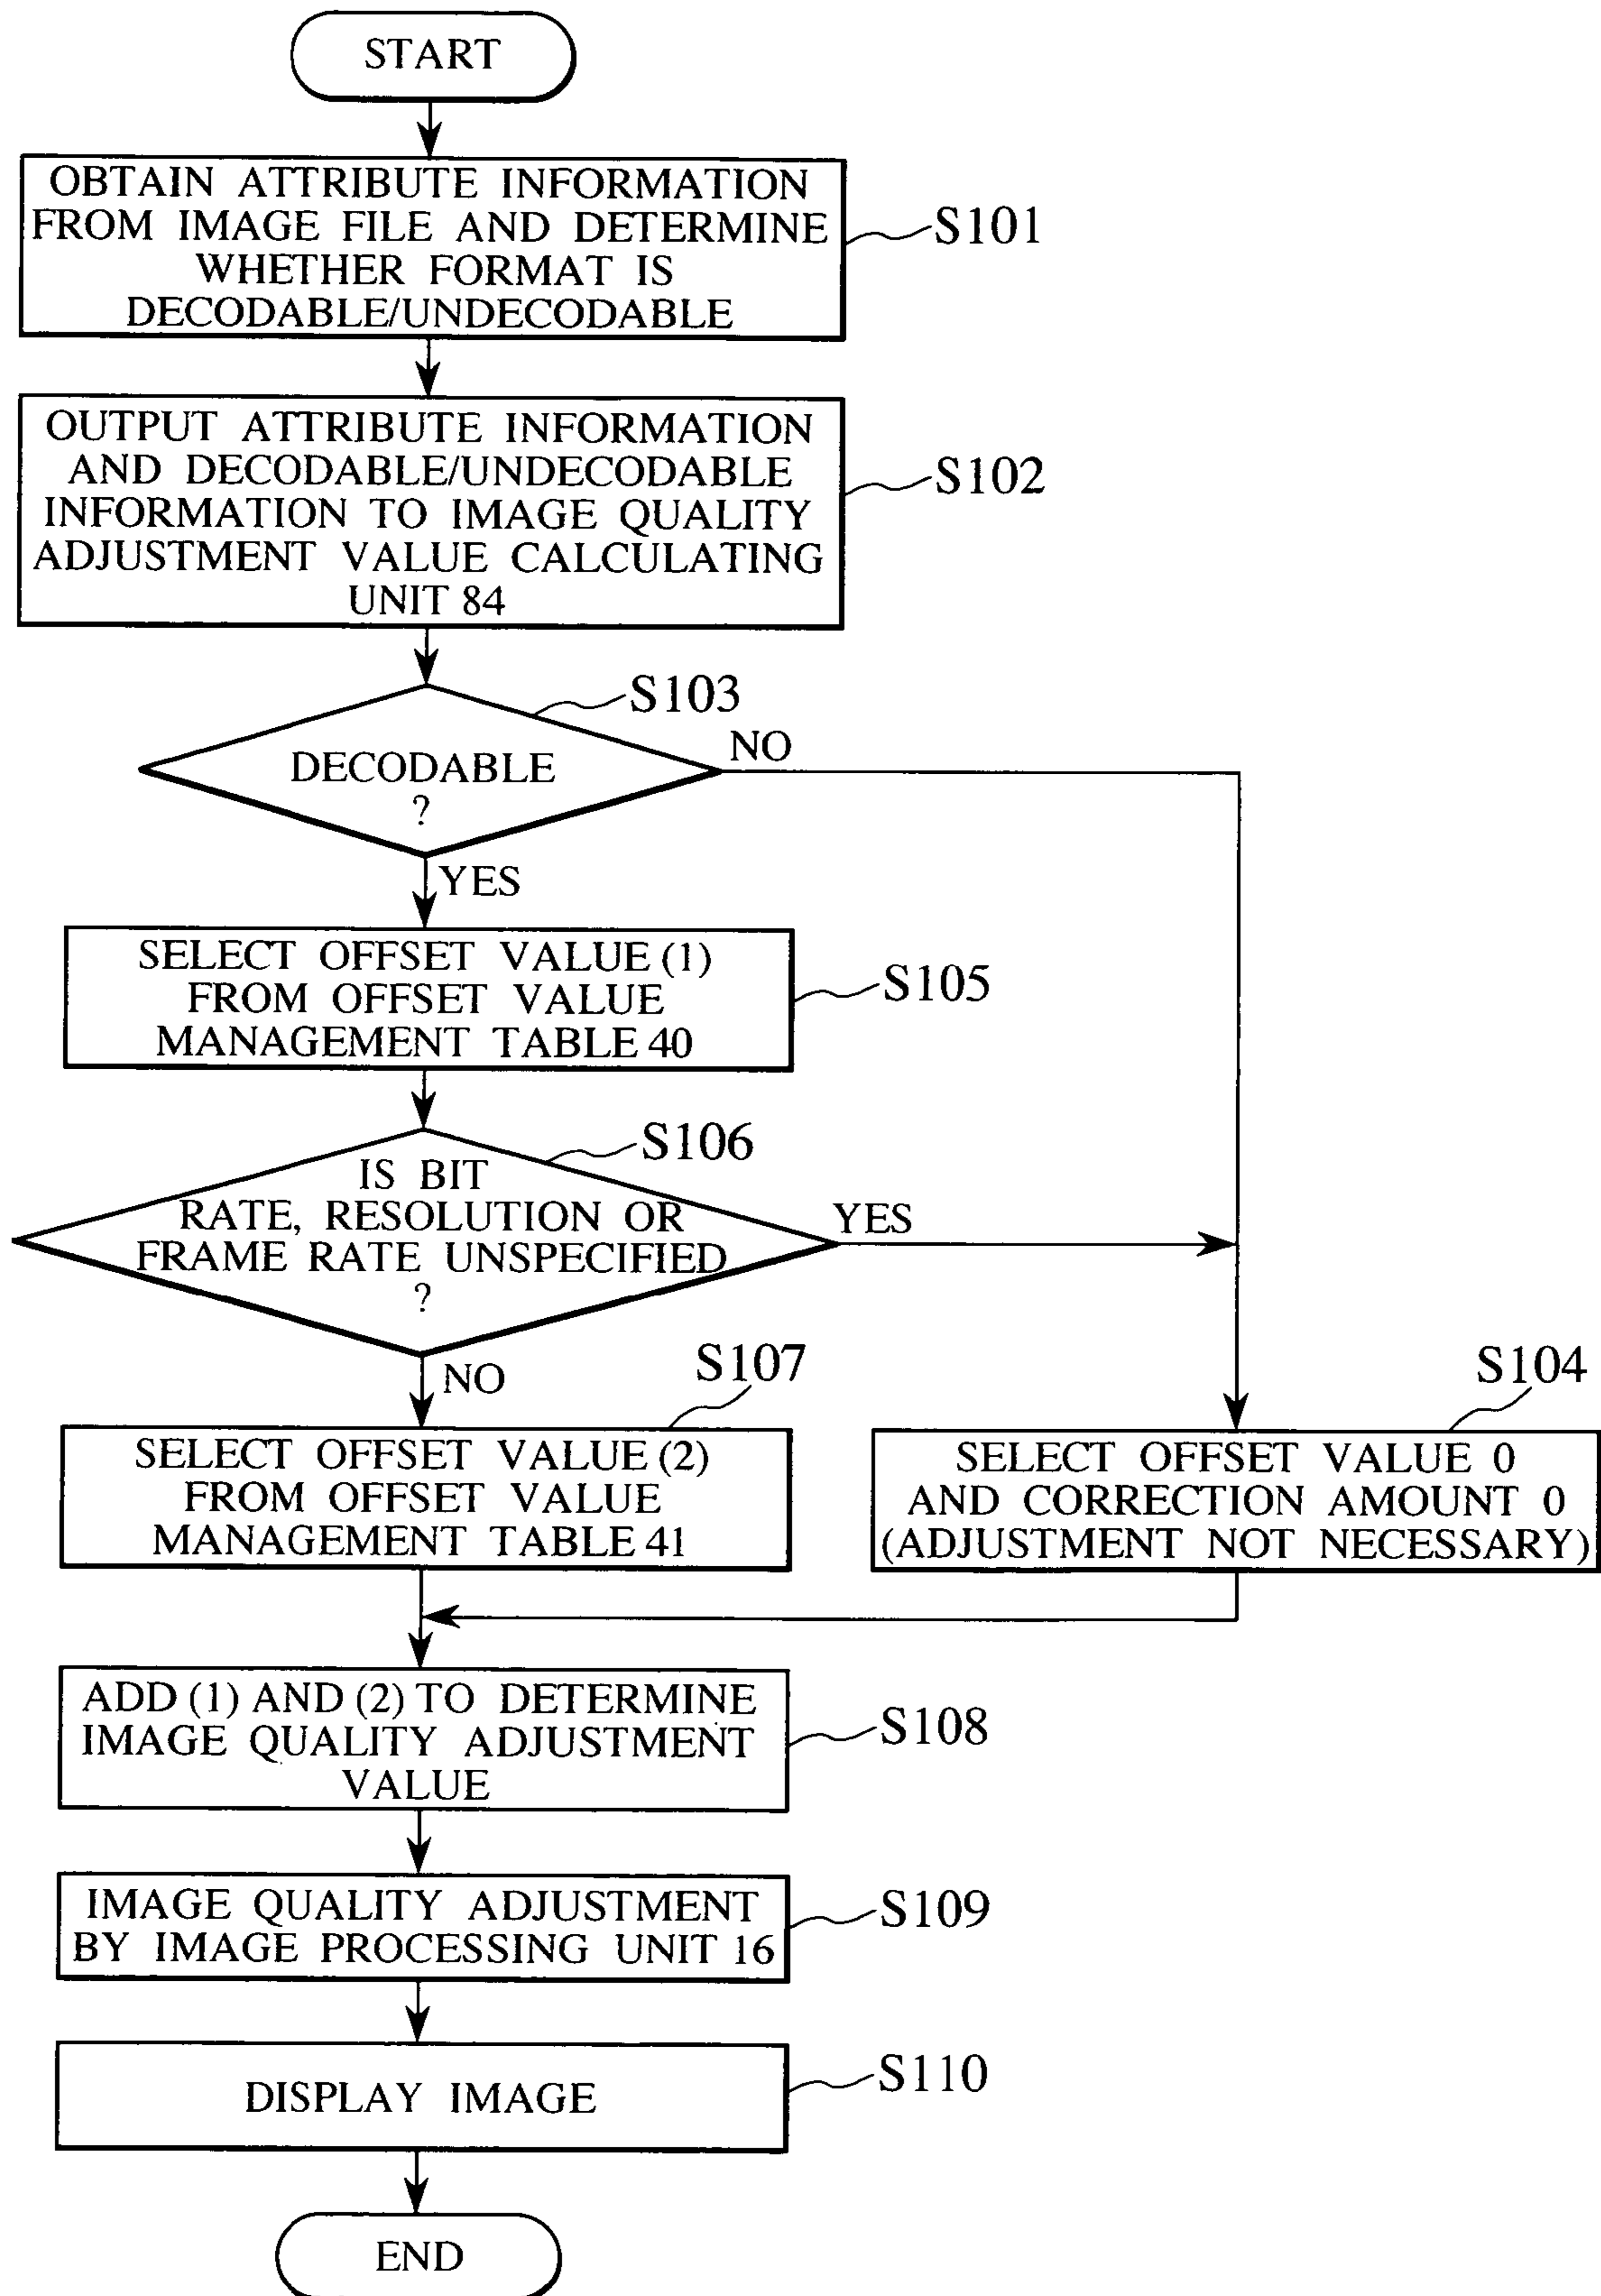 START
OBTAIN ATTRIBUTE INFORMATION
FROM IMAGE FILE AND DETERMINE
WHETHER FORMAT IS
DECODABLE/UNDECODABLE
S101
OUTPUT ATTRIBUTE INFORMATION
AND DECODABLE/UNDECODABLE
INFORMATION TO IMAGE QUALITY
ADJUSTMENT VALUE CALCULATING
UNIT 84
S102
S103
DECODABLE
?
NO
YES
SELECT OFFSET VALUE (1)
FROM OFFSET VALUE
MANAGEMENT TABLE 40
S105
S106
IS BIT
RATE, RESOLUTION OR
FRAME RATE UNSPECIFIED
?
YES
NO
S107
SELECT OFFSET VALUE (2)
FROM OFFSET VALUE
MANAGEMENT TABLE 41
S104
SELECT OFFSET VALUE 0
AND CORRECTION AMOUNT 0
(ADJUSTMENT NOT NECESSARY)
ADD (1) AND (2) TO DETERMINE
IMAGE QUALITY ADJUSTMENT
VALUE
S108
IMAGE QUALITY ADJUSTMENT
BY IMAGE PROCESSING UNIT 16
S109
DISPLAY IMAGE
S110
END